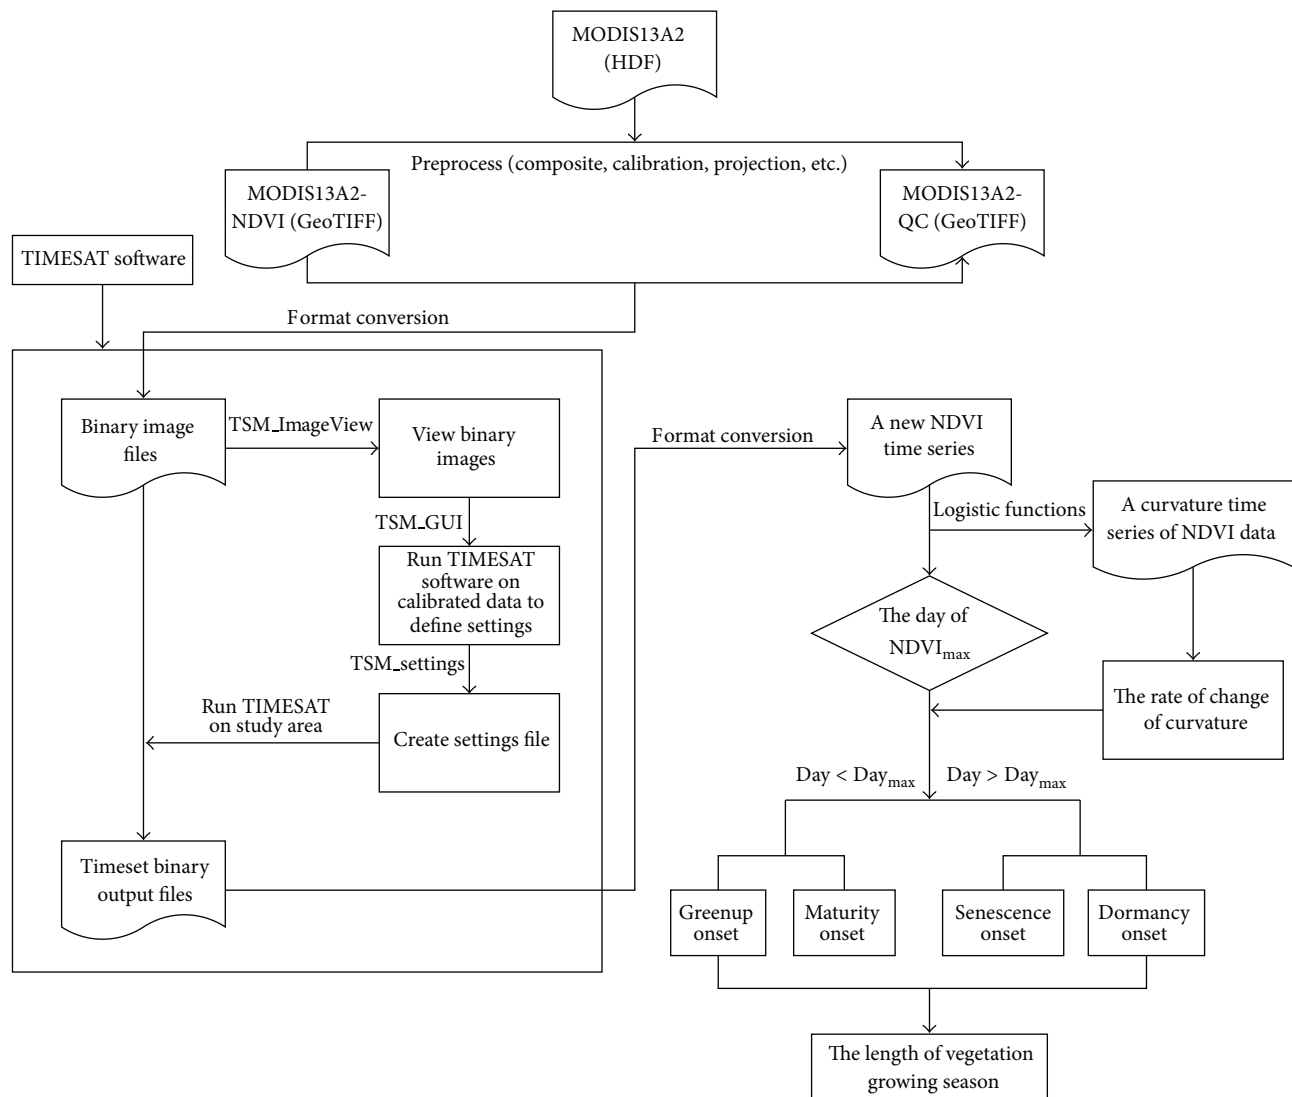 MODIS13A2
(HDF)
Preprocess (composite, calibration, projection, etc.)
MODIS13A2-
NDVI (GeoTIFF)
MODIS13A2-
QC (GeoTIFF)
TIMESAT software
Format conversion
Binary image
files
TSM_ImageView
View binary
images
TSM_GUI
Run TIMESAT
software on
calibrated data to
define settings
TSM_settings
Run TIMESAT
on study area
Create settings file
Timeset binary
output files
Format conversion
A new NDVI
time series
Logistic functions
A curvature time
series of NDVI data
The day of
NDVImax
The rate of change
of curvature
Day < Daymax
Day > Daymax
Greenup
onset
Maturity
onset
Senescence
onset
Dormancy
onset
The length of vegetation
growing season